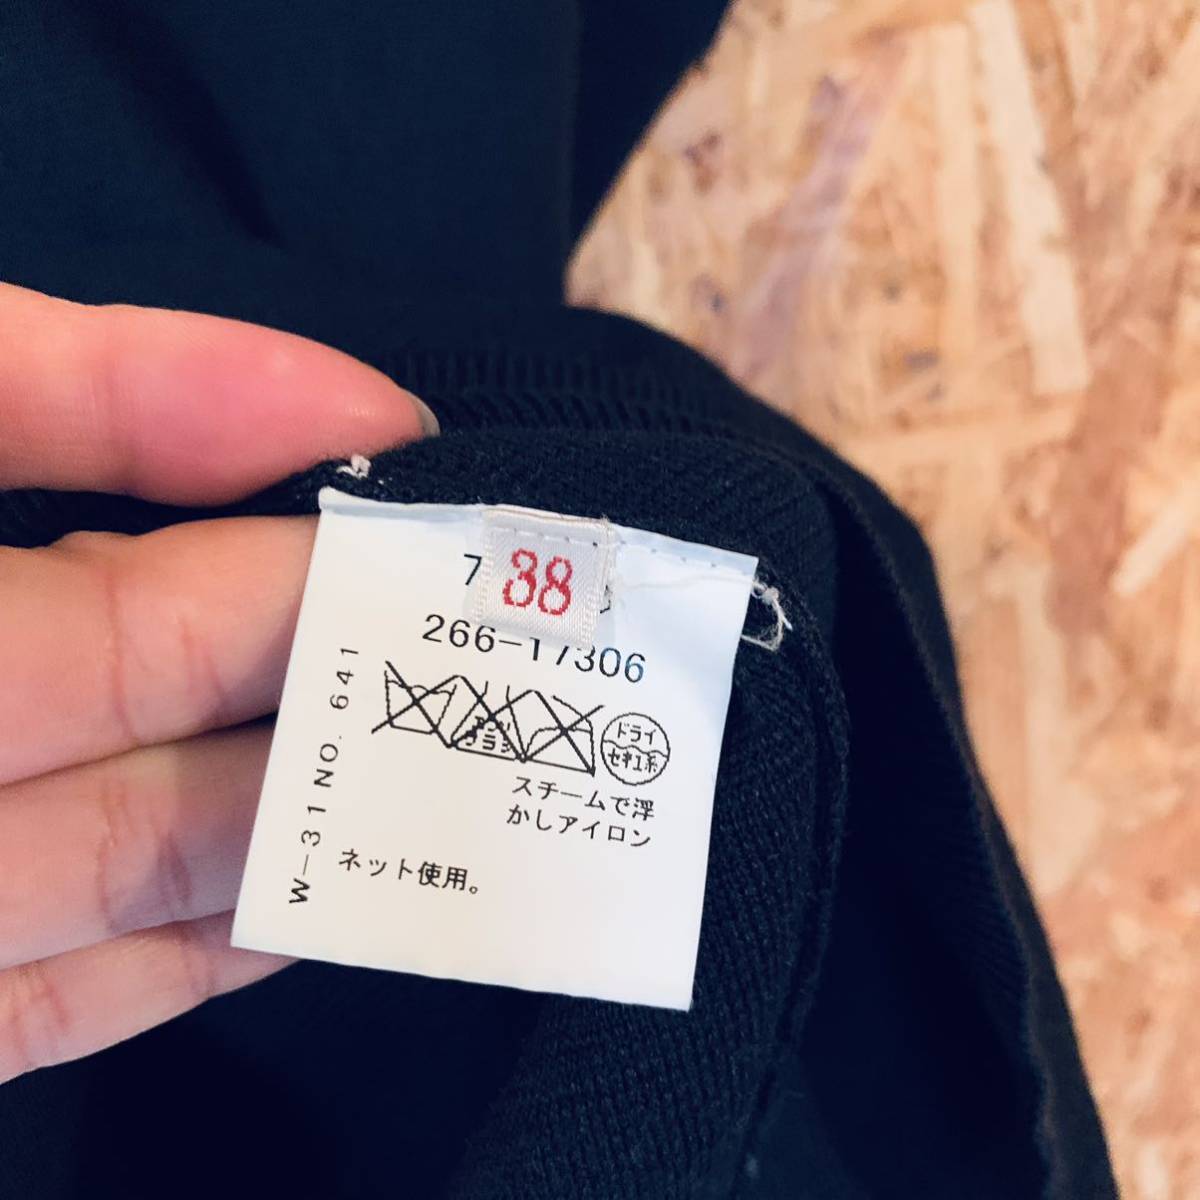 38
7
266-17306
ドライ
セキユ系
スチームで浮
かしアイロン
ネット使用。
W-31 NO. 641